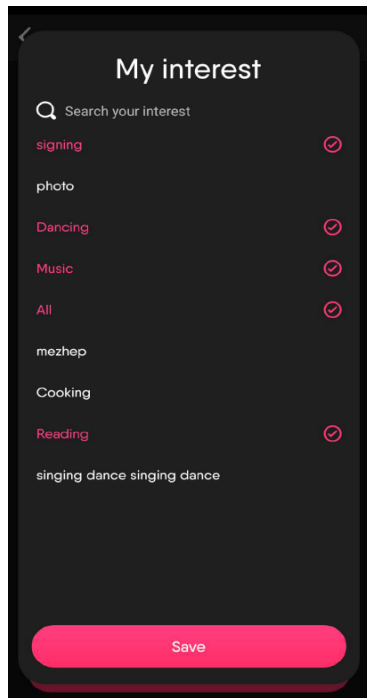 My interest
Search your interest
signing
photo
Dancing
Music
All
mezhep
Cooking
Reading
singing dance singing dance
Save